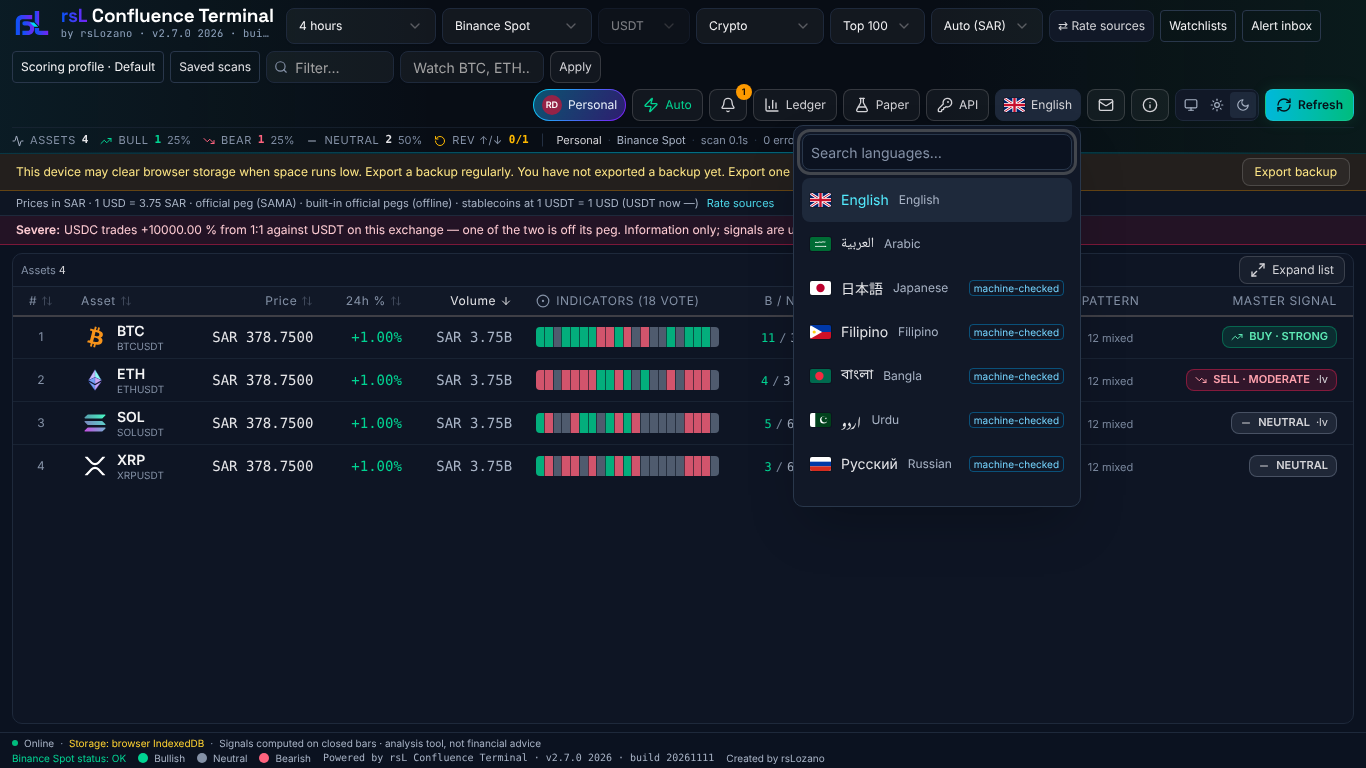 rsL Confluence Terminal
by rsLozano · v2.7.0 2026 · bui…
4 hours
Binance Spot
USDT
Crypto
Top 100
Auto (SAR)
⇄ Rate sources
Watchlists
Alert inbox
Scoring profile · Default
Saved scans
Filter...
Watch BTC, ETH..
Apply
RD Personal
Auto
1
Ledger
Paper
API
English
Refresh
ASSETS 4
BULL 1 25%
BEAR 1 25%
NEUTRAL 2 50%
REV ↑/↓ 0/1
Personal · Binance Spot · scan 0.1s · 0 erro
This device may clear browser storage when space runs low. Export a backup regularly. You have not exported a backup yet. Export one
Export backup
Prices in SAR · 1 USD = 3.75 SAR · official peg (SAMA) · built-in official pegs (offline) · stablecoins at 1 USDT = 1 USD (USDT now —) Rate sources
Severe: USDC trades +10000.00 % from 1:1 against USDT on this exchange — one of the two is off its peg. Information only; signals are u
Search languages...
English English
العربية Arabic
日本語 Japanese machine-checked
Filipino Filipino machine-checked
বাংলা Bangla machine-checked
اردو Urdu machine-checked
Русский Russian machine-checked
Assets 4
Expand list
# Asset Price 24h % Volume ↓ INDICATORS (18 VOTE) B / N PATTERN MASTER SIGNAL
1 BTC SAR 378.7500 +1.00% SAR 3.75B 11 / 12 mixed BUY · STRONG
BTCUSDT
2 ETH SAR 378.7500 +1.00% SAR 3.75B 4 / 3 12 mixed SELL · MODERATE ·lv
ETHUSDT
3 SOL SAR 378.7500 +1.00% SAR 3.75B 5 / 6 12 mixed NEUTRAL ·lv
SOLUSDT
4 XRP SAR 378.7500 +1.00% SAR 3.75B 3 / 6 12 mixed NEUTRAL
XRPUSDT
Online · Storage: browser IndexedDB · Signals computed on closed bars · analysis tool, not financial advice
Binance Spot status: OK Bullish Neutral Bearish Powered by rsL Confluence Terminal · v2.7.0 2026 · build 20261111 Created by rsLozano